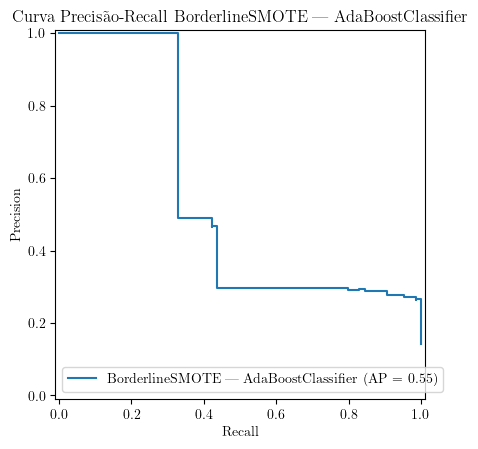 Curva Precisão-Recall BorderlineSMOTE — AdaBoostClassifier
1.0
0.8
0.6
0.4
0.2
0.0
Precision
BorderlineSMOTE — AdaBoostClassifier (AP = 0.55)
0.0 0.2 0.4 0.6 0.8 1.0
Recall